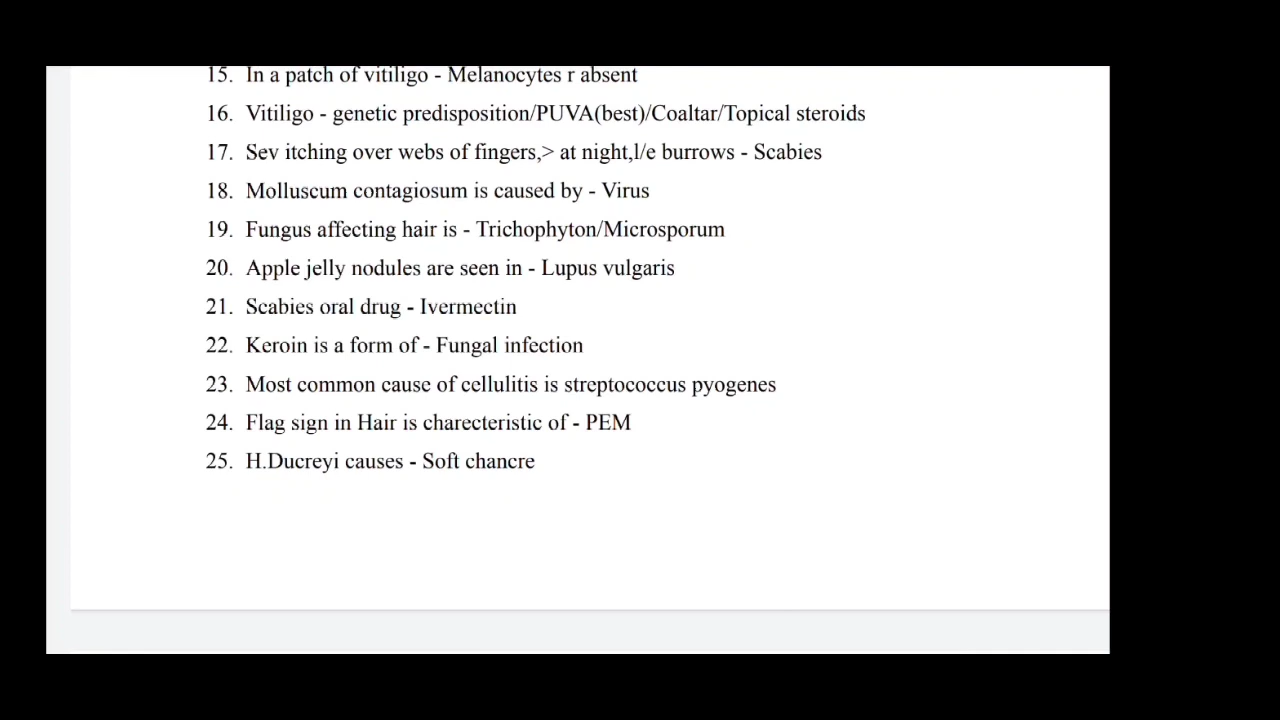 15. In a patch of vitiligo - Melanocytes r absent
16. Vitiligo - genetic predisposition/PUVA(best)/Coaltar/Topical steroids
17. Sev itching over webs of fingers,> at night,l/e burrows - Scabies
18. Molluscum contagiosum is caused by - Virus
19. Fungus affecting hair is - Trichophyton/Microsporum
20. Apple jelly nodules are seen in - Lupus vulgaris
21. Scabies oral drug - Ivermectin
22. Keroin is a form of - Fungal infection
23. Most common cause of cellulitis is streptococcus pyogenes
24. Flag sign in Hair is charecteristic of - PEM
25. H.Ducreyi causes - Soft chancre